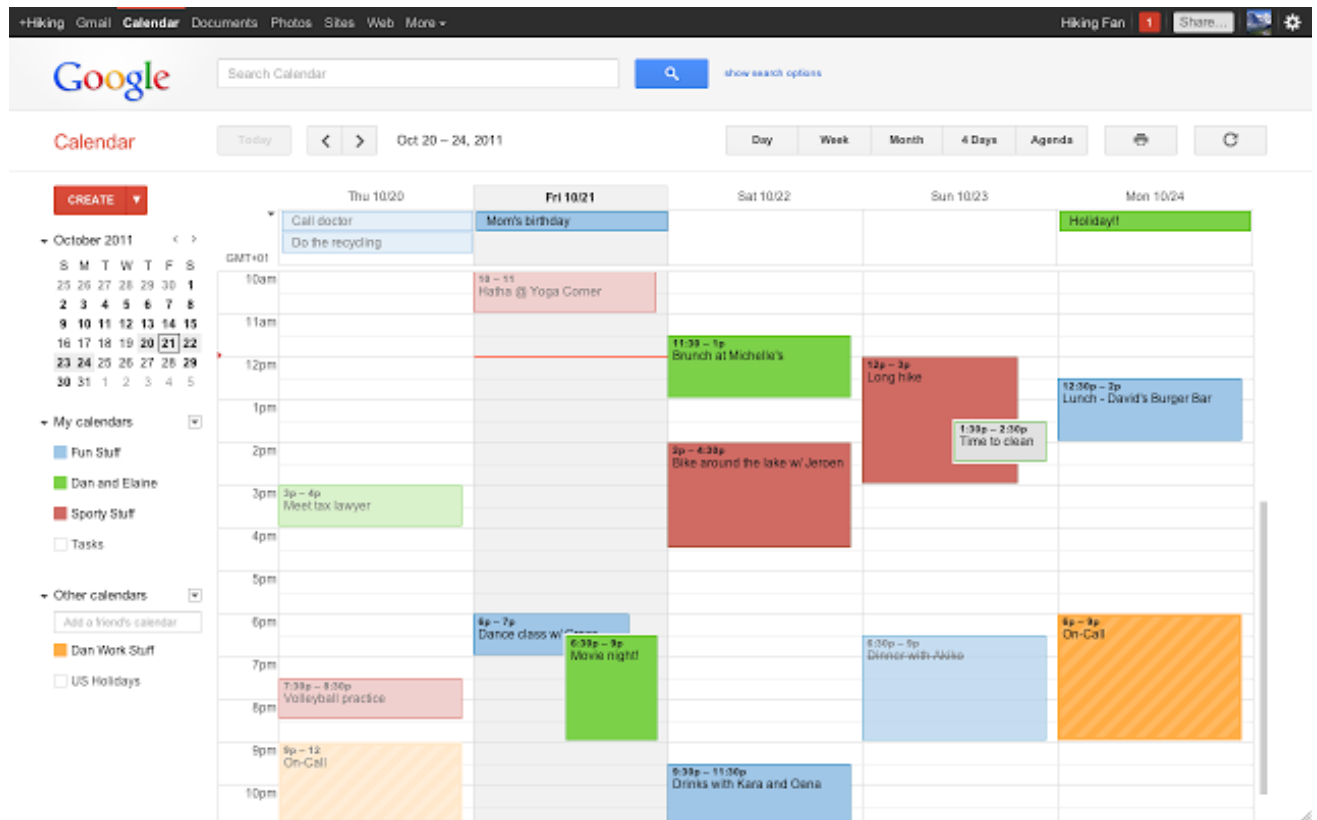 +Hiking Gmail Calendar Documents Photos Sites Web More
Hiking Fan 1 Share...
Google
Search Calendar
show search options
Calendar
Today
Oct 20 – 24, 2011
Day Week Month 4 Days Agenda
CREATE
October 2011
S M T W T F S
25 26 27 28 29 30 1
2 3 4 5 6 7 8
9 10 11 12 13 14 15
16 17 18 19 20 21 22
23 24 25 26 27 28 29
30 31 1 2 3 4 5
My calendars
Fun Stuff
Dan and Elaine
Sporty Stuff
Tasks
Other calendars
Add a friend's calendar
Dan Work Stuff
US Holidays
Thu 10/20 Fri 10/21 Sat 10/22 Sun 10/23 Mon 10/24
Call doctor
Do the recycling
Mom's birthday
Holiday!!
GMT+01
10am
11am
12pm
1pm
2pm
3pm
4pm
5pm
6pm
7pm
8pm
9pm
10pm
3p – 4p
Meet tax lawyer
7:30p – 8:30p
Volleyball practice
9p – 12
On-Call
10 – 11
Hatha @ Yoga Corner
6p – 7p
Dance class w/
6:30p – 9p
Movie night!
11:30 – 1p
Brunch at Michelle's
2p – 4:30p
Bike around the lake w/ Jeroen
9:30p – 11:30p
Drinks with Kara and Oana
12p – 3p
Long hike
1:30p – 2:30p
Time to clean
6:30p – 9p
Dinner with Akiko
12:30p – 2p
Lunch - David's Burger Bar
6p – 9p
On-Call